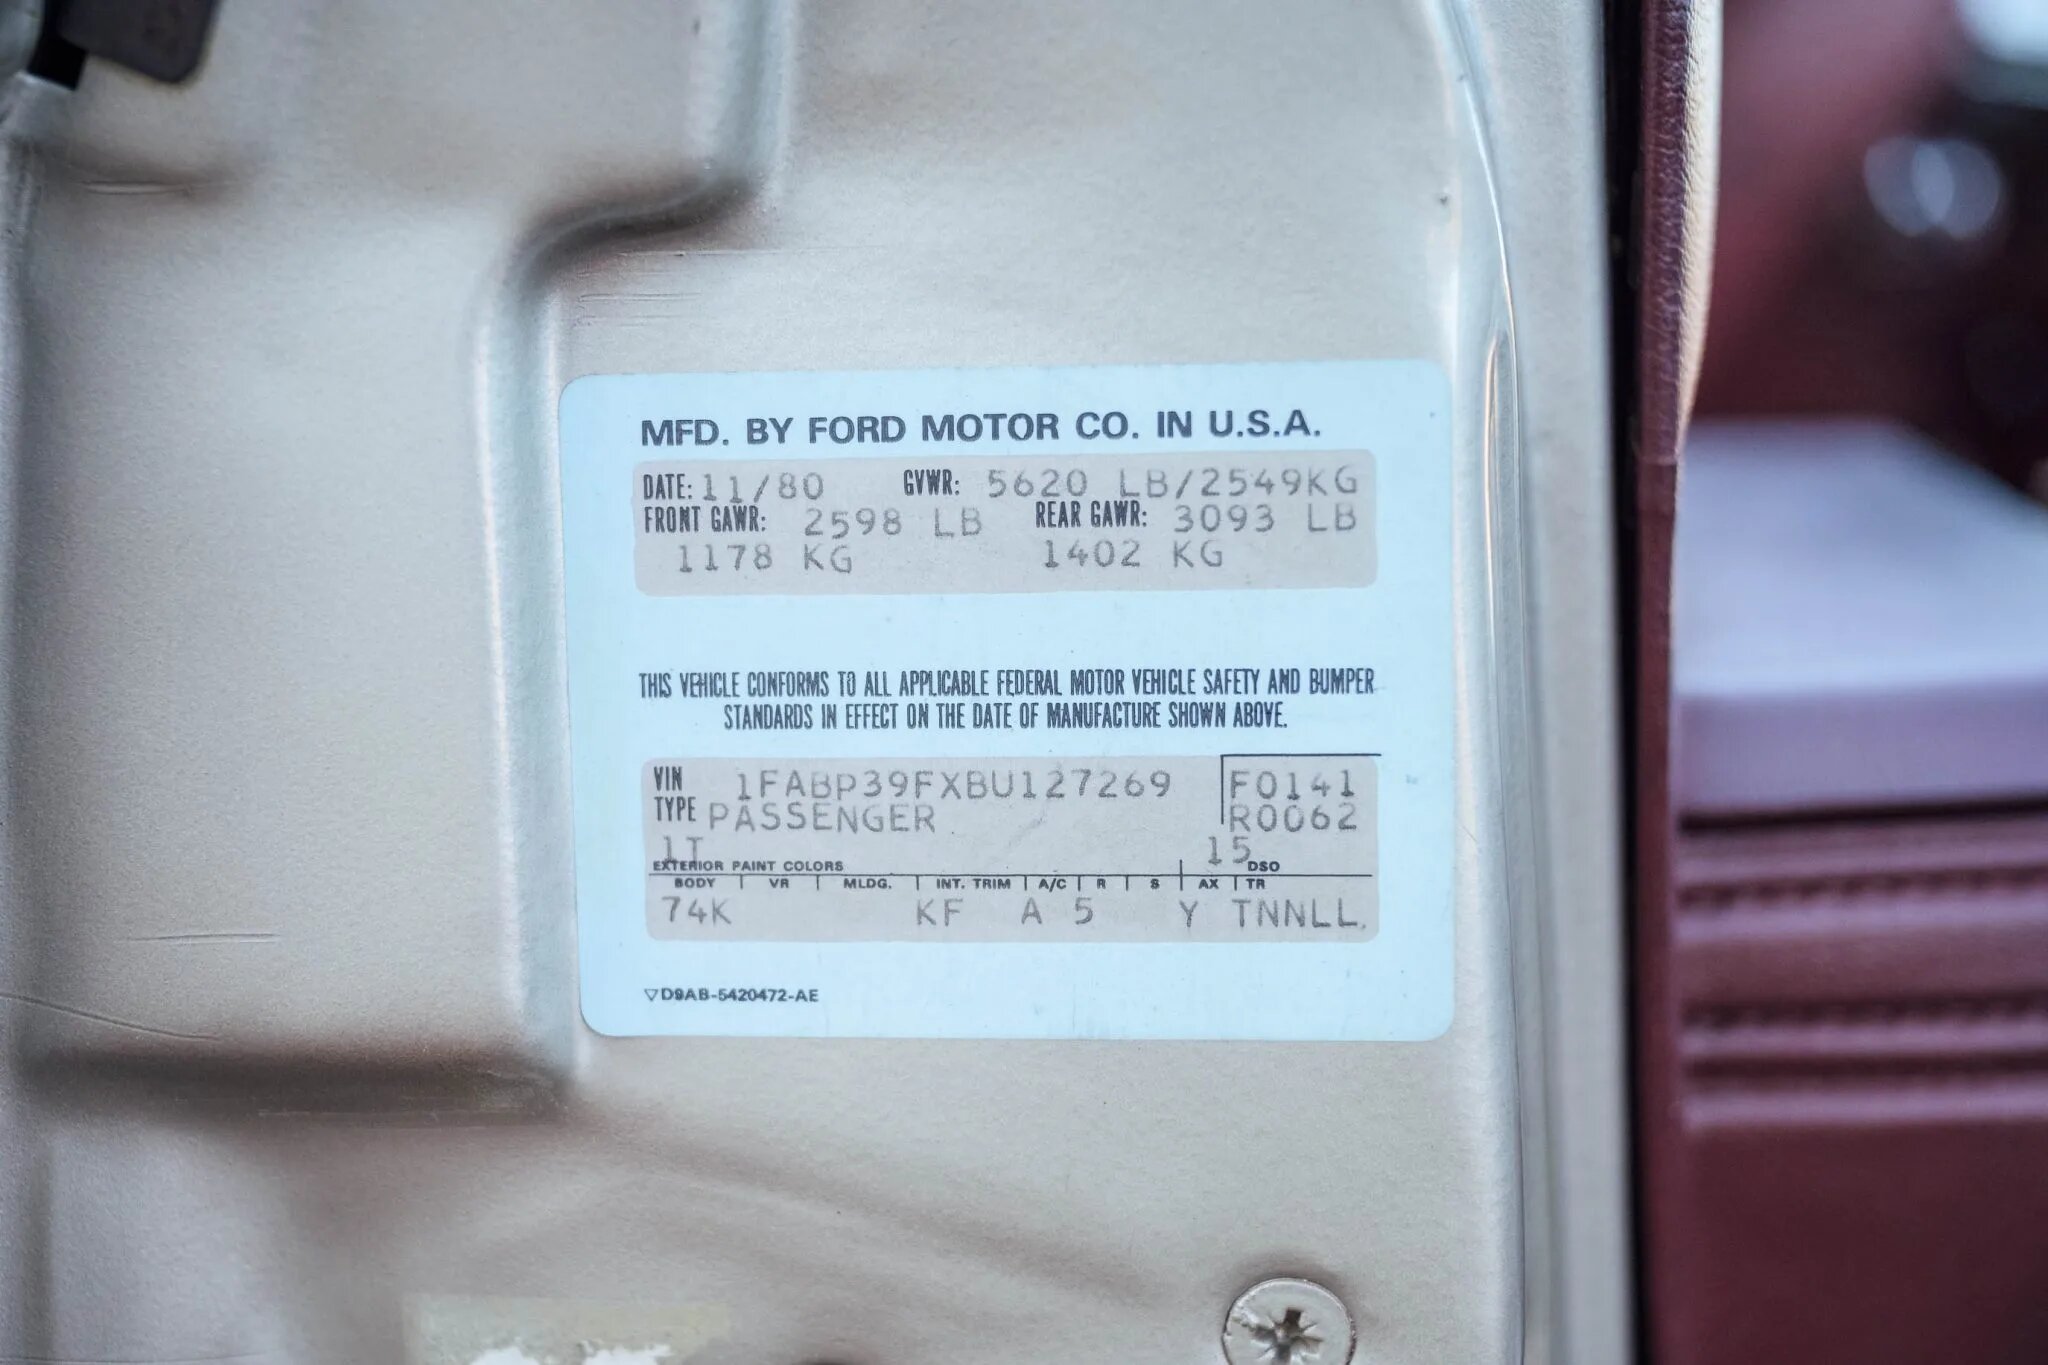 MFD. BY FORD MOTOR CO. IN U.S.A.
DATE: 11/80 GVWR: 5620 LB/2549KG
FRONT GAWR: 2598 LB REAR GAWR: 3093 LB
1178 KG 1402 KG
THIS VEHICLE CONFORMS TO ALL APPLICABLE FEDERAL MOTOR VEHICLE SAFETY AND BUMPER
STANDARDS IN EFFECT ON THE DATE OF MANUFACTURE SHOWN ABOVE.
VIN 1FABP39FXBU127269 F0141
TYPE PASSENGER R0062
1T 15
EXTERIOR PAINT COLORS DSO
BODY VR MLDG. INT. TRIM A/C R S AX TR
74K KF A 5 Y TNNLL
▽D9AB-5420472-AE